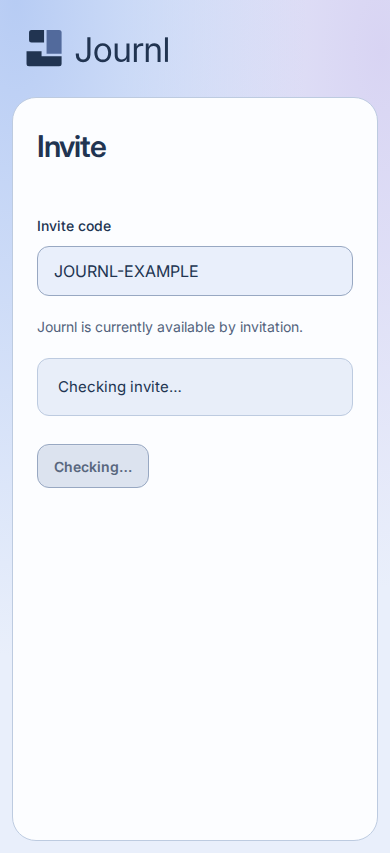 Journl
Invite
Invite code
JOURNL-EXAMPLE
Journl is currently available by invitation.
Checking invite...
Checking...